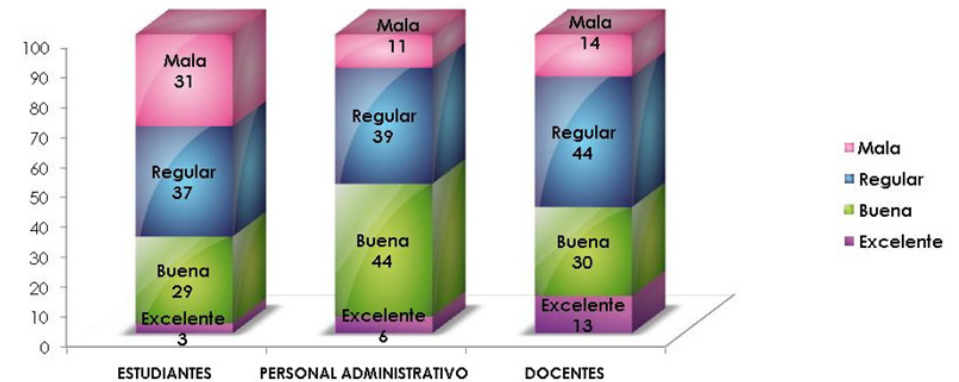 100
90
80
70
60
50
40
30
20
10
0
Mala
31
Regular
37
Buena
29
Excelente
3
Mala
11
Regular
39
Buena
44
Excelente
6
Mala
14
Regular
44
Buena
30
Excelente
13
ESTUDIANTES
PERSONAL ADMINISTRATIVO
DOCENTES
Mala
Regular
Buena
Excelente